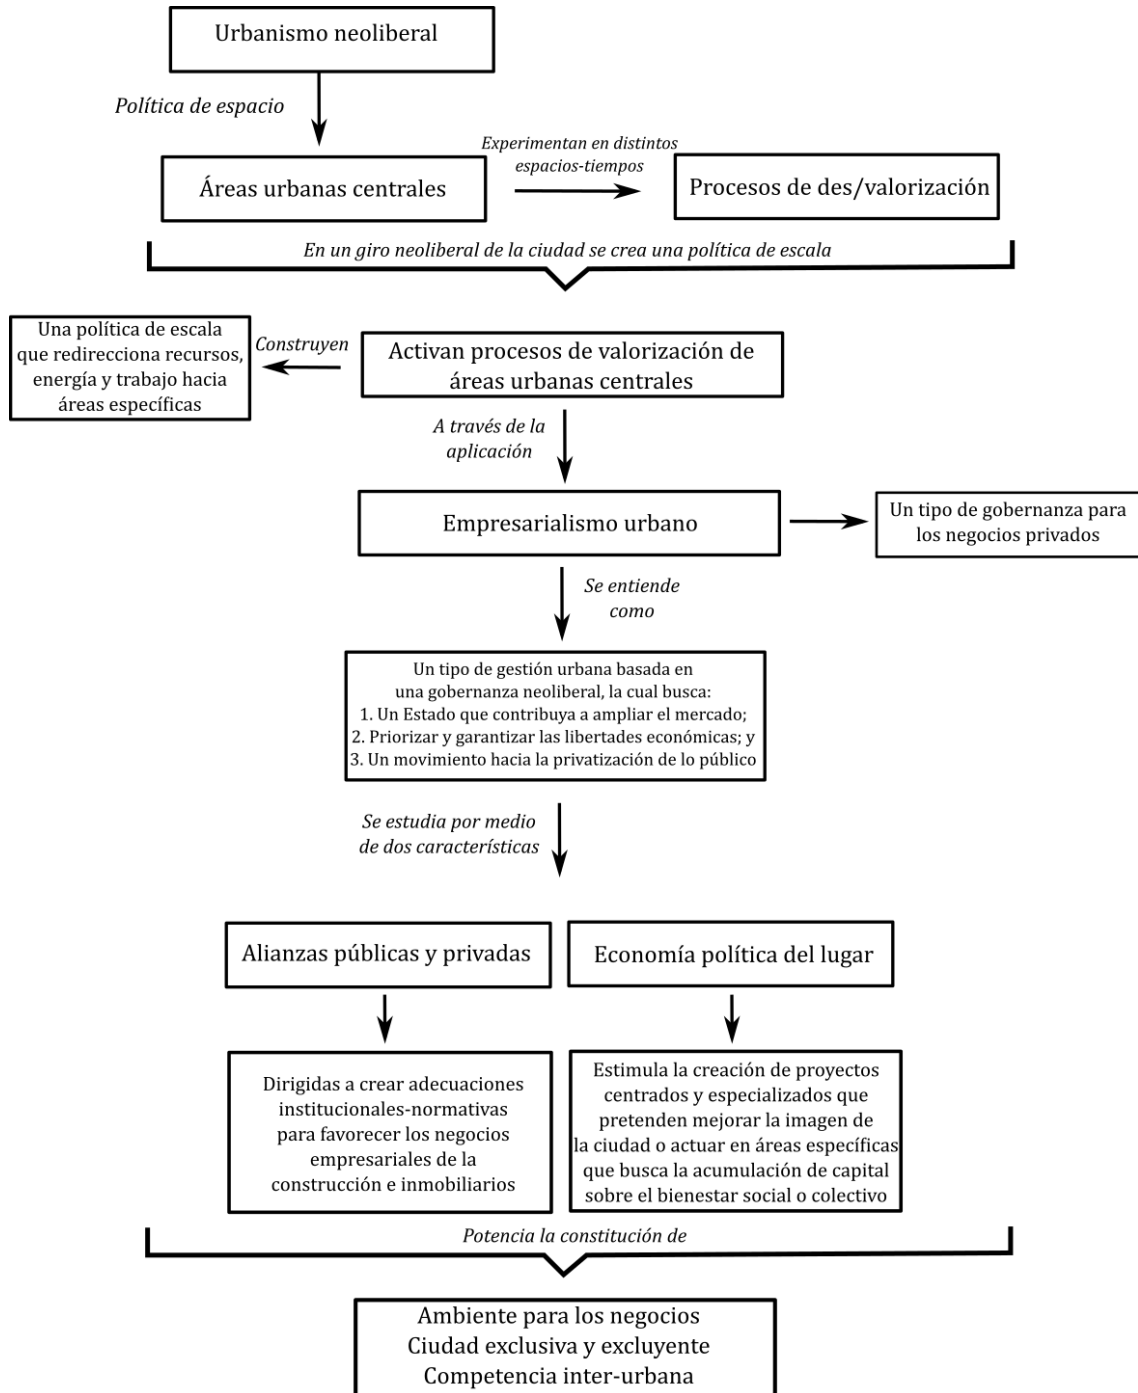 Urbanismo neoliberal
Política de espacio
Experimentan en distintos
espacios-tiempos
Áreas urbanas centrales
Procesos de des/valorización
En un giro neoliberal de la ciudad se crea una política de escala
Una política de escala
que redirecciona recursos,
energía y trabajo hacia
áreas específicas
Construyen
Activan procesos de valorización de
áreas urbanas centrales
A través de la
aplicación
Empresarialismo urbano
Un tipo de gobernanza para
los negocios privados
Se entiende
como
Un tipo de gestión urbana basada en
una gobernanza neoliberal, la cual busca:
1. Un Estado que contribuya a ampliar el mercado;
2. Priorizar y garantizar las libertades económicas; y
3. Un movimiento hacia la privatización de lo público
Se estudia por medio
de dos características
Alianzas públicas y privadas
Economía política del lugar
Dirigidas a crear adecuaciones
institucionales-normativas
para favorecer los negocios
empresariales de la
construcción e inmobiliarios
Estimula la creación de proyectos
centrados y especializados que
pretenden mejorar la imagen de
la ciudad o actuar en áreas específicas
que busca la acumulación de capital
sobre el bienestar social o colectivo
Potencia la constitución de
Ambiente para los negocios
Ciudad exclusiva y excluyente
Competencia inter-urbana